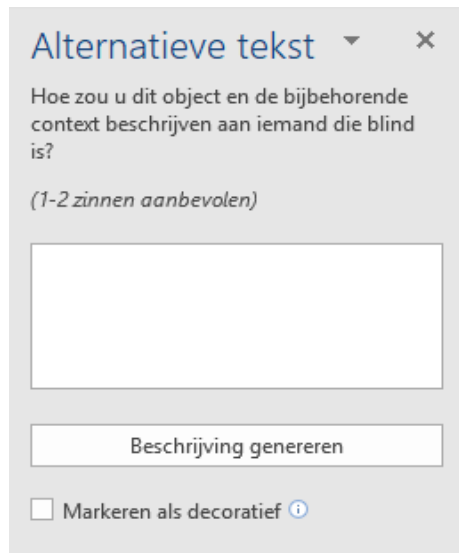 Alternatieve tekst
Hoe zou u dit object en de bijbehorende
context beschrijven aan iemand die blind
is?
(1-2 zinnen aanbevolen)
Beschrijving genereren
Markeren als decoratief